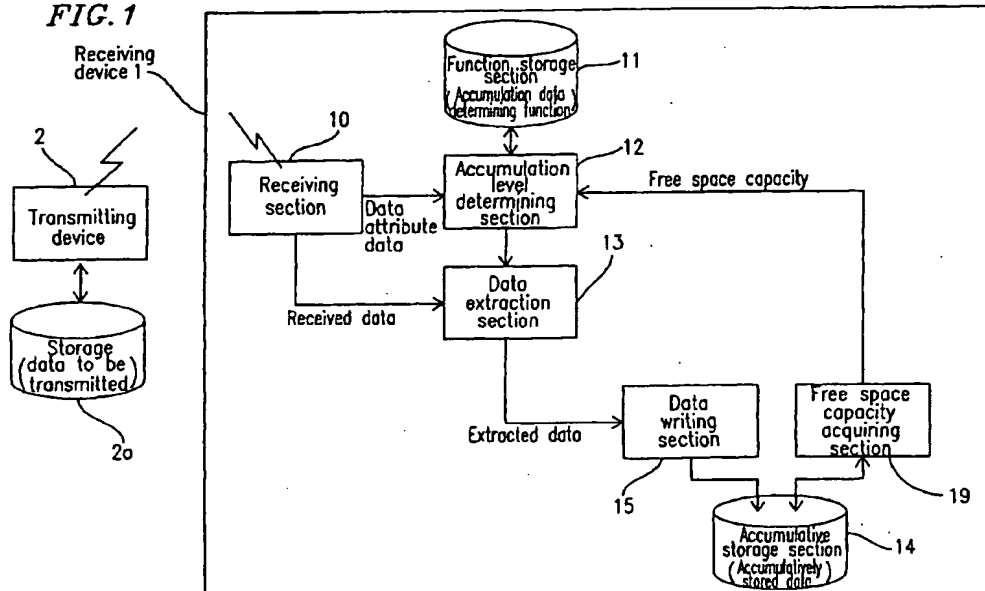 FIG. 1
Receiving
device 1
Function storage
section
(Accumulation data
determining function)
11
2
10
12
Transmitting
device
Receiving
section
Data
attribute
data
Accumulation
level
determining
section
Free space capacity
13
Received data
Data
extraction
section
Storage
(data to be
transmitted)
2a
Extracted data
Data
writing
section
15
Free space
capacity
acquiring
section
19
Accumulative
storage section
(Accumulatively
stored data)
14